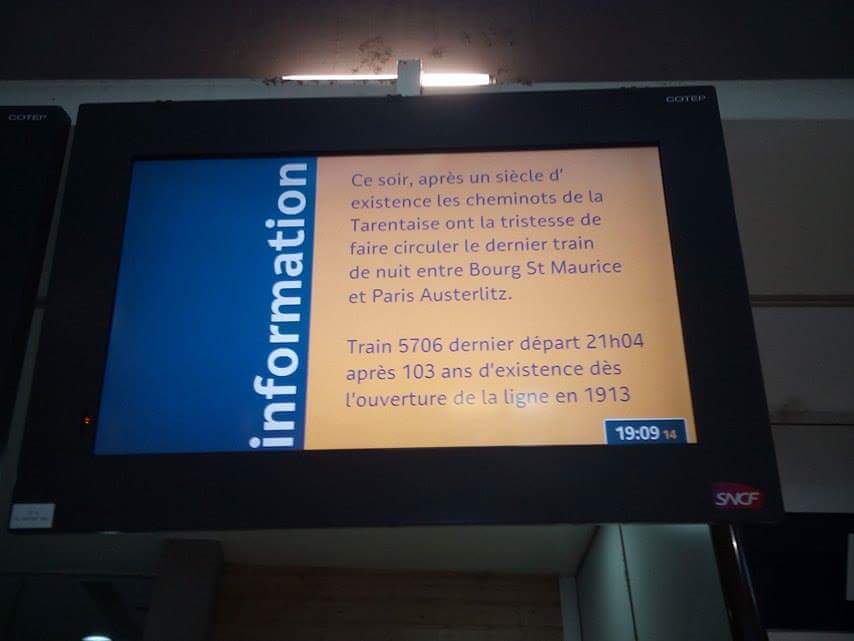 COTEP
COTEP
information
Ce soir, après un siècle d'
existence les cheminots de la
Tarentaise ont la tristesse de
faire circuler le dernier train
de nuit entre Bourg St Maurice
et Paris Austerlitz.
Train 5706 dernier départ 21h04
après 103 ans d'existence dès
l'ouverture de la ligne en 1913
19:09 14
SNCF